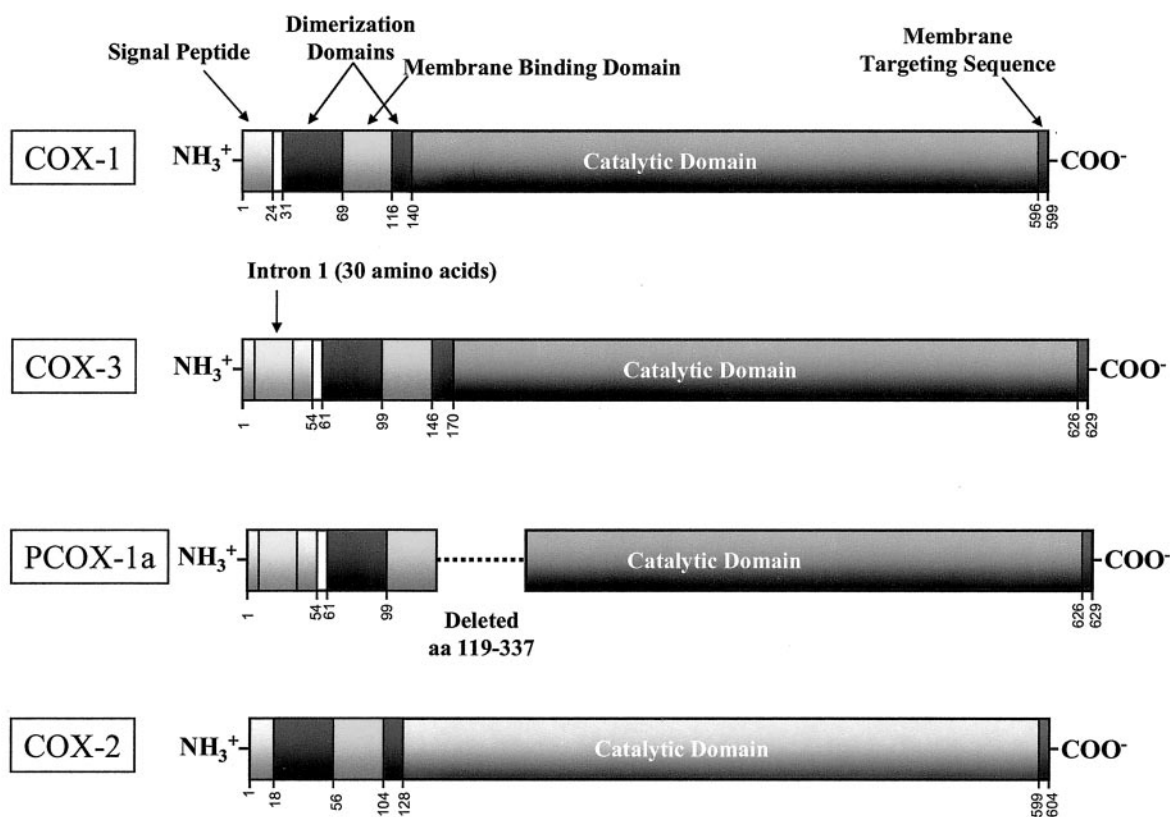 Signal Peptide
Dimerization
Domains
Membrane Binding Domain
Membrane
Targeting Sequence
COX-1
NH3+
Catalytic Domain
COO-
1 24 31 69 116 140 596 599
Intron 1 (30 amino acids)
COX-3
NH3+
Catalytic Domain
COO-
1 54 61 99 146 170 626 629
PCOX-1a
NH3+
Catalytic Domain
COO-
1 54 61 99 626 629
Deleted
aa 119-337
COX-2
NH3+
Catalytic Domain
COO-
1 18 56 104 128 599 604